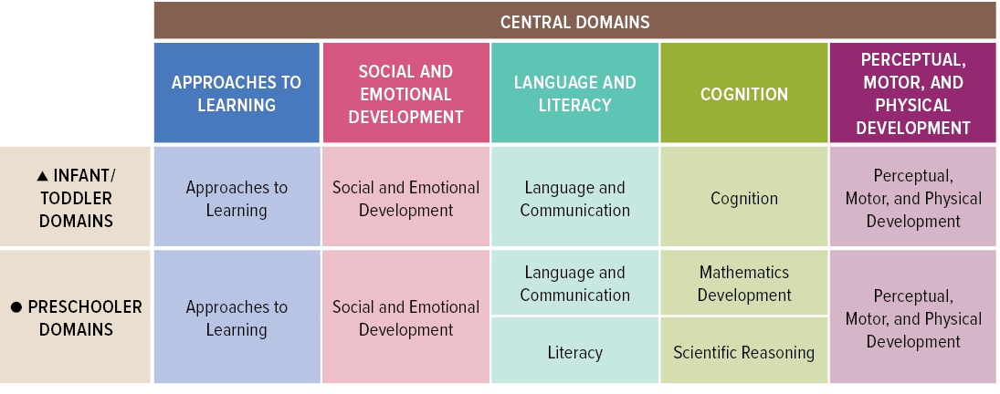 CENTRAL DOMAINS
APPROACHES TO
LEARNING
SOCIAL AND
EMOTIONAL
DEVELOPMENT
LANGUAGE AND
LITERACY
COGNITION
PERCEPTUAL,
MOTOR, AND
PHYSICAL
DEVELOPMENT
▲ INFANT/
TODDLER
DOMAINS
Approaches to
Learning
Social and Emotional
Development
Language and
Communication
Cognition
Perceptual,
Motor, and Physical
Development
● PRESCHOOLER
DOMAINS
Approaches to
Learning
Social and Emotional
Development
Language and
Communication
Literacy
Mathematics
Development
Scientific Reasoning
Perceptual,
Motor, and Physical
Development